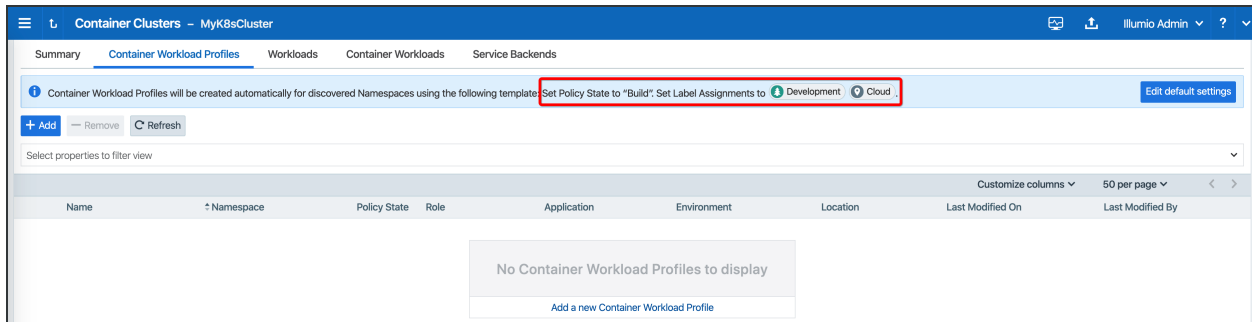 Container Clusters – MyK8sCluster
Illumio Admin ?
Summary Container Workload Profiles Workloads Container Workloads Service Backends
Container Workload Profiles will be created automatically for discovered Namespaces using the following template: Set Policy State to “Build”. Set Label Assignments to Development Cloud .
Edit default settings
+ Add — Remove Refresh
Select properties to filter view
Customize columns 50 per page
Name Namespace Policy State Role Application Environment Location Last Modified On Last Modified By
No Container Workload Profiles to display
Add a new Container Workload Profile